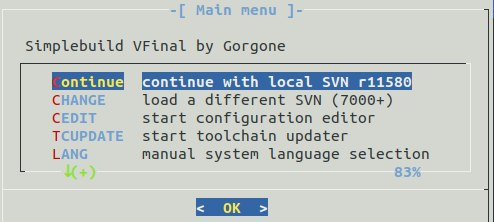 -[ Main menu ]-
Simplebuild VFinal by Gorgone
Continue continue with local SVN r11580
CHANGE load a different SVN (7000+)
CEDIT start configuration editor
TCUPDATE start toolchain updater
LANG manual system language selection
↓(+) 83%
< OK >